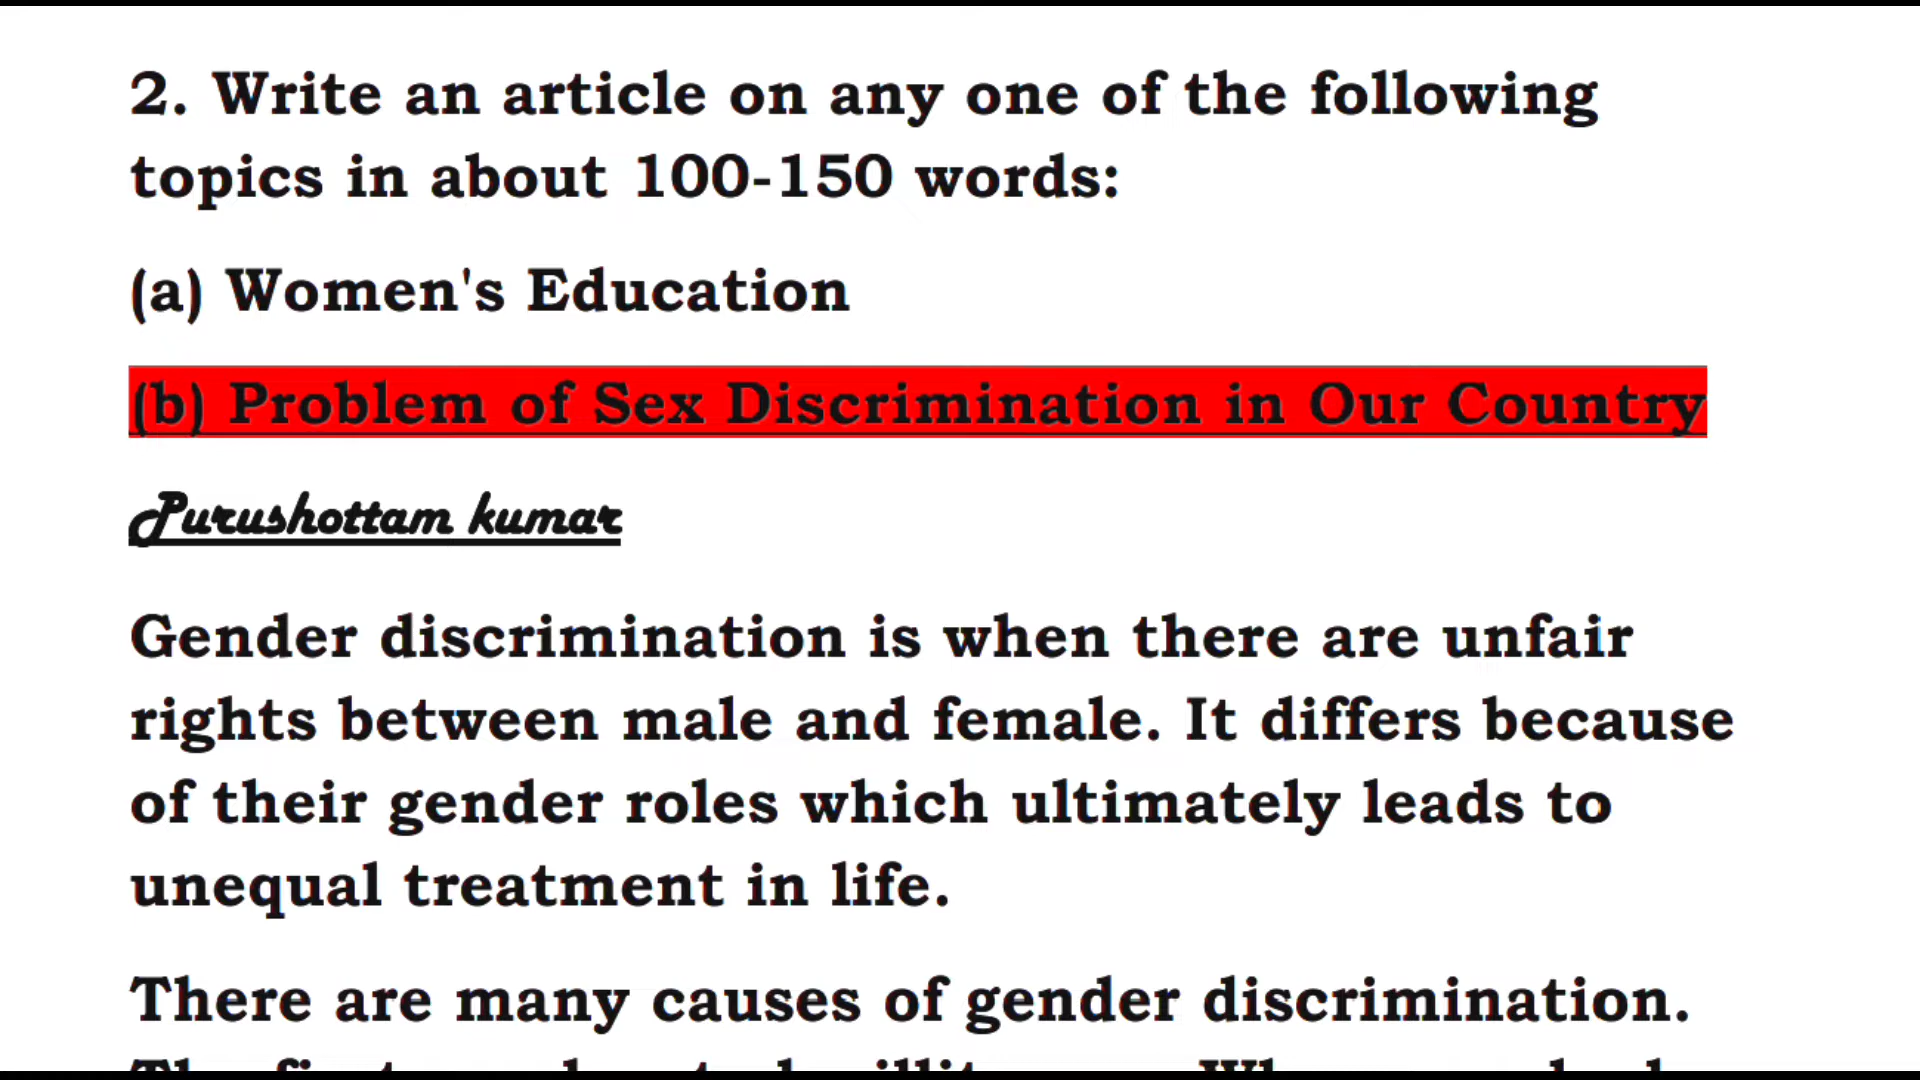 2. Write an article on any one of the following
topics in about 100-150 words:
(a) Women's Education
(b) Problem of Sex Discrimination in Our Country
Purushottam kumar
Gender discrimination is when there are unfair
rights between male and female. It differs because
of their gender roles which ultimately leads to
unequal treatment in life.
There are many causes of gender discrimination.